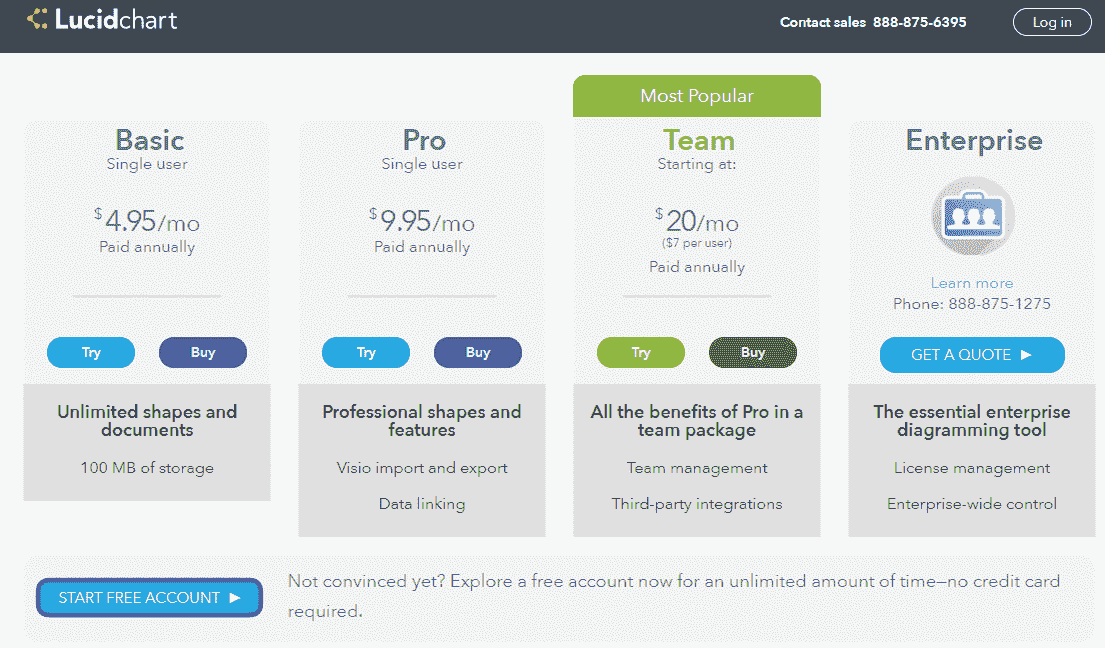 Lucidchart
Contact sales 888-875-6395
Log in
Most Popular
Basic
Single user
$4.95/mo
Paid annually
Try
Buy
Unlimited shapes and
documents
100 MB of storage
Pro
Single user
$9.95/mo
Paid annually
Try
Buy
Professional shapes and
features
Visio import and export
Data linking
Team
Starting at:
$20/mo
($7 per user)
Paid annually
Try
Buy
All the benefits of Pro in a
team package
Team management
Third-party integrations
Enterprise
Learn more
Phone: 888-875-1275
GET A QUOTE ►
The essential enterprise
diagramming tool
License management
Enterprise-wide control
START FREE ACCOUNT ►
Not convinced yet? Explore a free account now for an unlimited amount of time—no credit card
required.